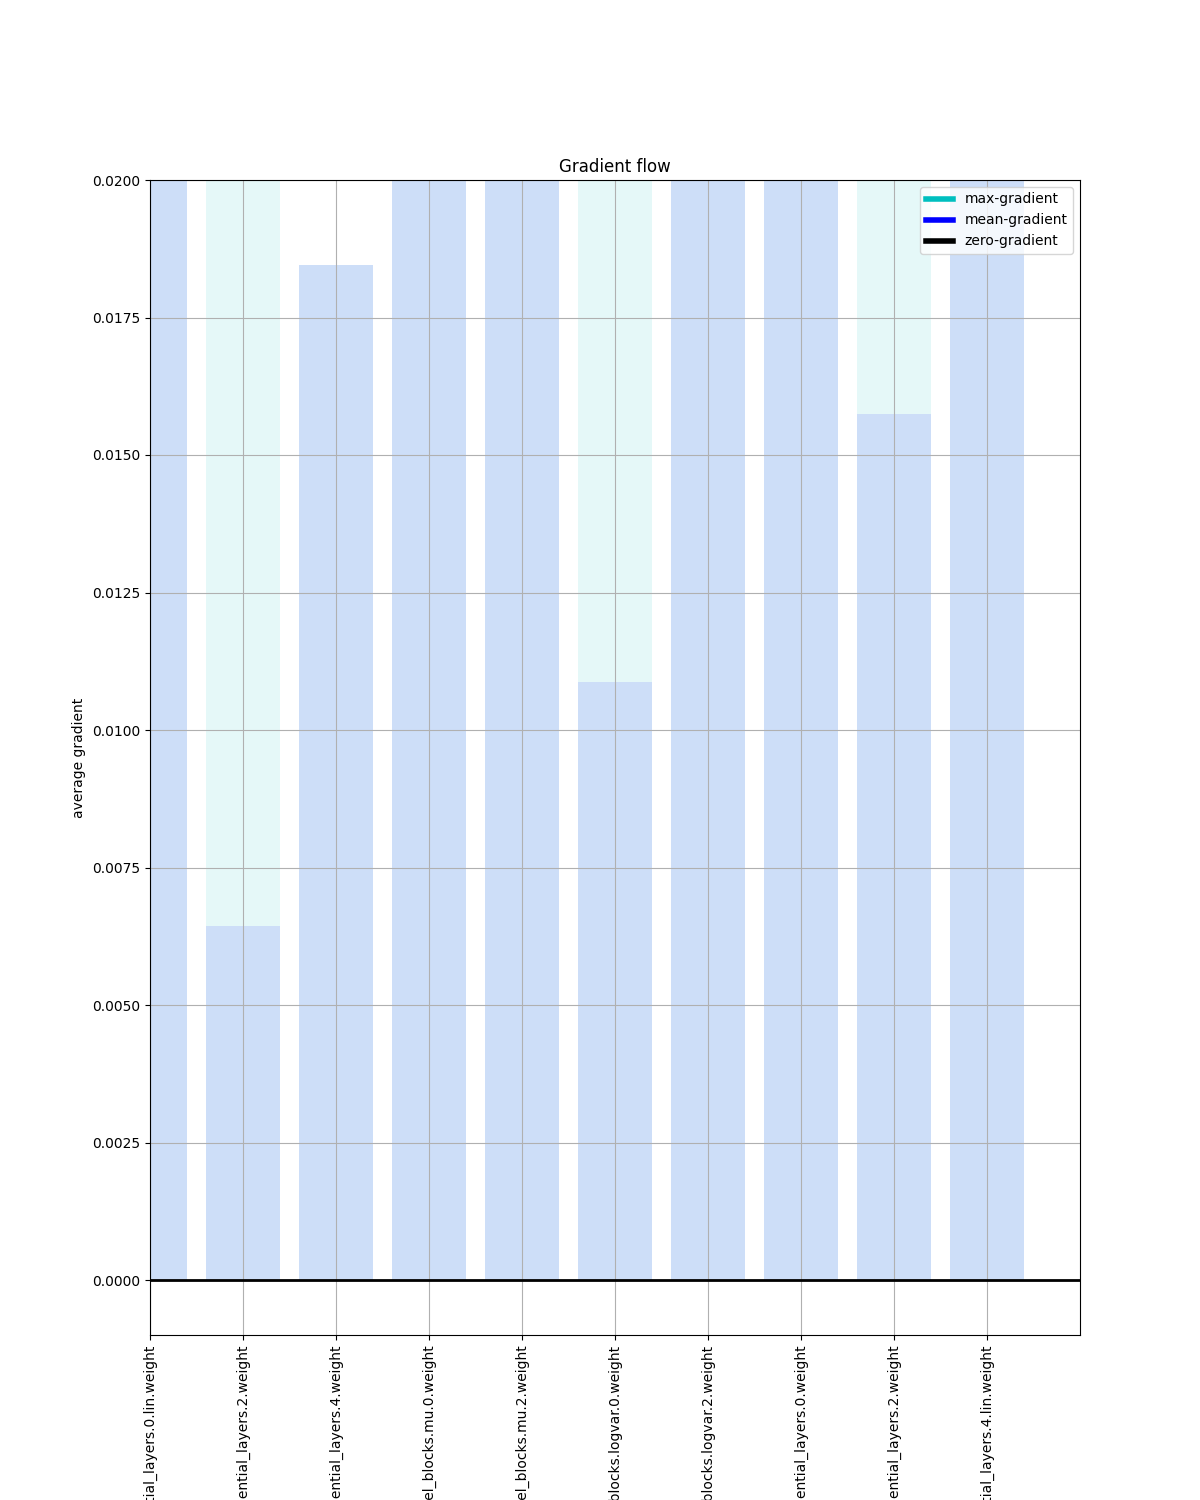 Gradient flow
max-gradient
mean-gradient
zero-gradient
0.0200
0.0175
0.0150
0.0125
0.0100
0.0075
0.0050
0.0025
0.0000
average gradient
tial_layers.0.lin.weight
ential_layers.2.weight
ential_layers.4.weight
el_blocks.mu.0.weight
el_blocks.mu.2.weight
blocks.logvar.0.weight
blocks.logvar.2.weight
ential_layers.0.weight
ential_layers.2.weight
tial_layers.4.lin.weight